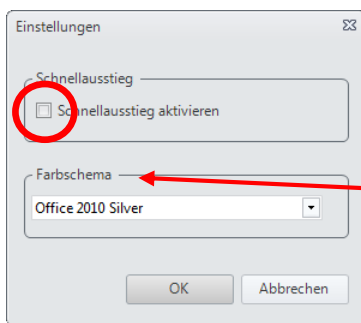 Einstellungen
Schnellausstieg
Schnellausstieg aktivieren
Farbschema
Office 2010 Silver
OK Abbrechen